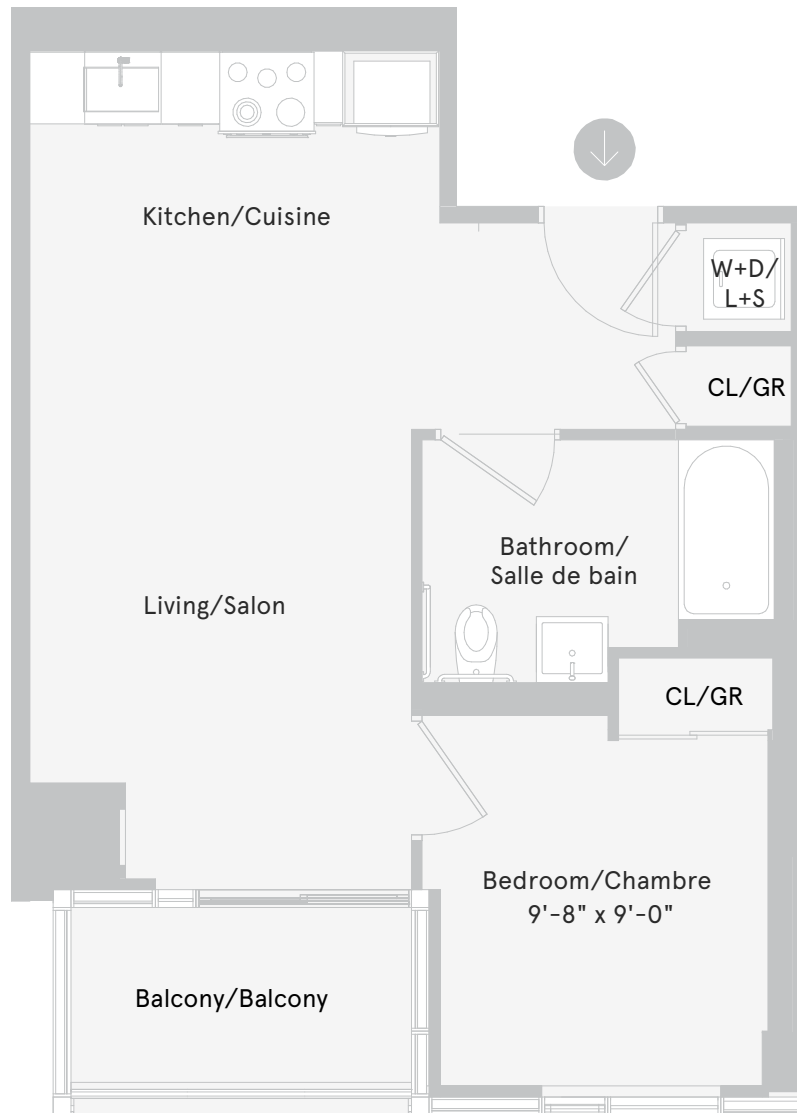 Kitchen/Cuisine
W+D/
L+S
CL/GR
Bathroom/
Salle de bain
Living/Salon
CL/GR
Bedroom/Chambre
9'-8" x 9'-0"
Balcony/Balcony